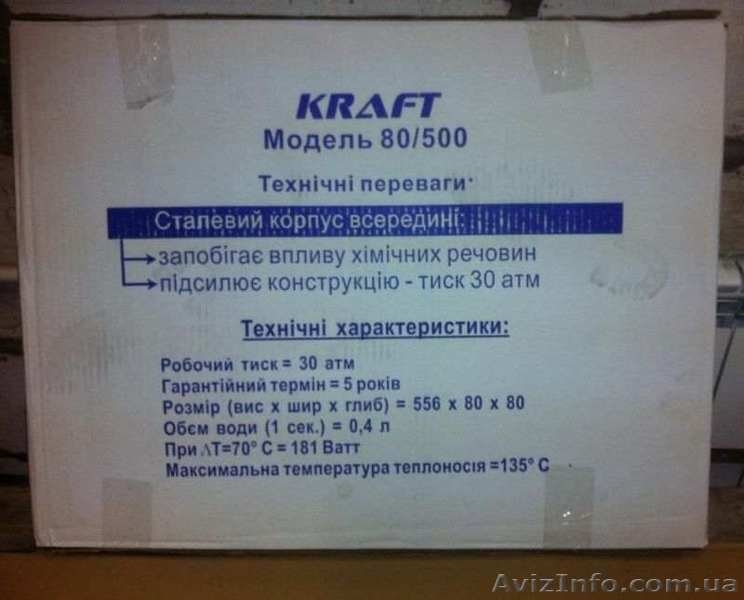 KRAFT
Модель 80/500
Технічні переваги:
Сталевий корпус всередині:
запобігає впливу хімічних речовин
підсилює конструкцію - тиск 30 атм
Технічні характеристики:
Робочий тиск = 30 атм
Гарантійний термін = 5 років
Розмір (вис х шир х глиб) = 556 х 80 х 80
Обєм води (1 сек.) = 0,4 л
При ΔТ=70° С = 181 Ватт
Максимальна температура теплоносія =135° С
AvizInfo.com.ua